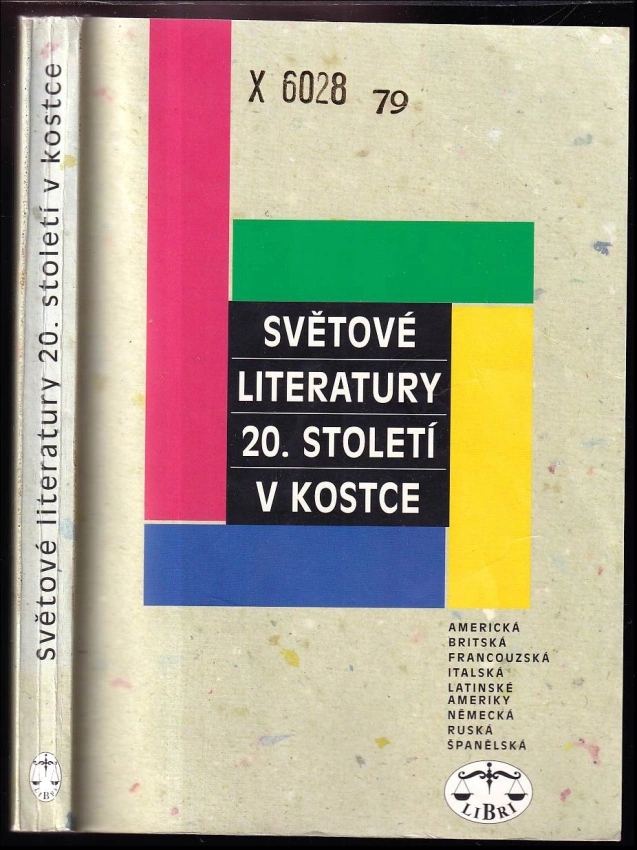 Světové literatury 20. století v kostce
LIBRI
X 6028 79
SVĚTOVÉ
LITERATURY
20. STOLETÍ
V KOSTCE
AMERICKÁ
BRITSKÁ
FRANCOUZSKÁ
ITALSKÁ
LATINSKÉ
AMERIKY
NĚMECKÁ
RUSKÁ
ŠPANĚLSKÁ
LIBRI